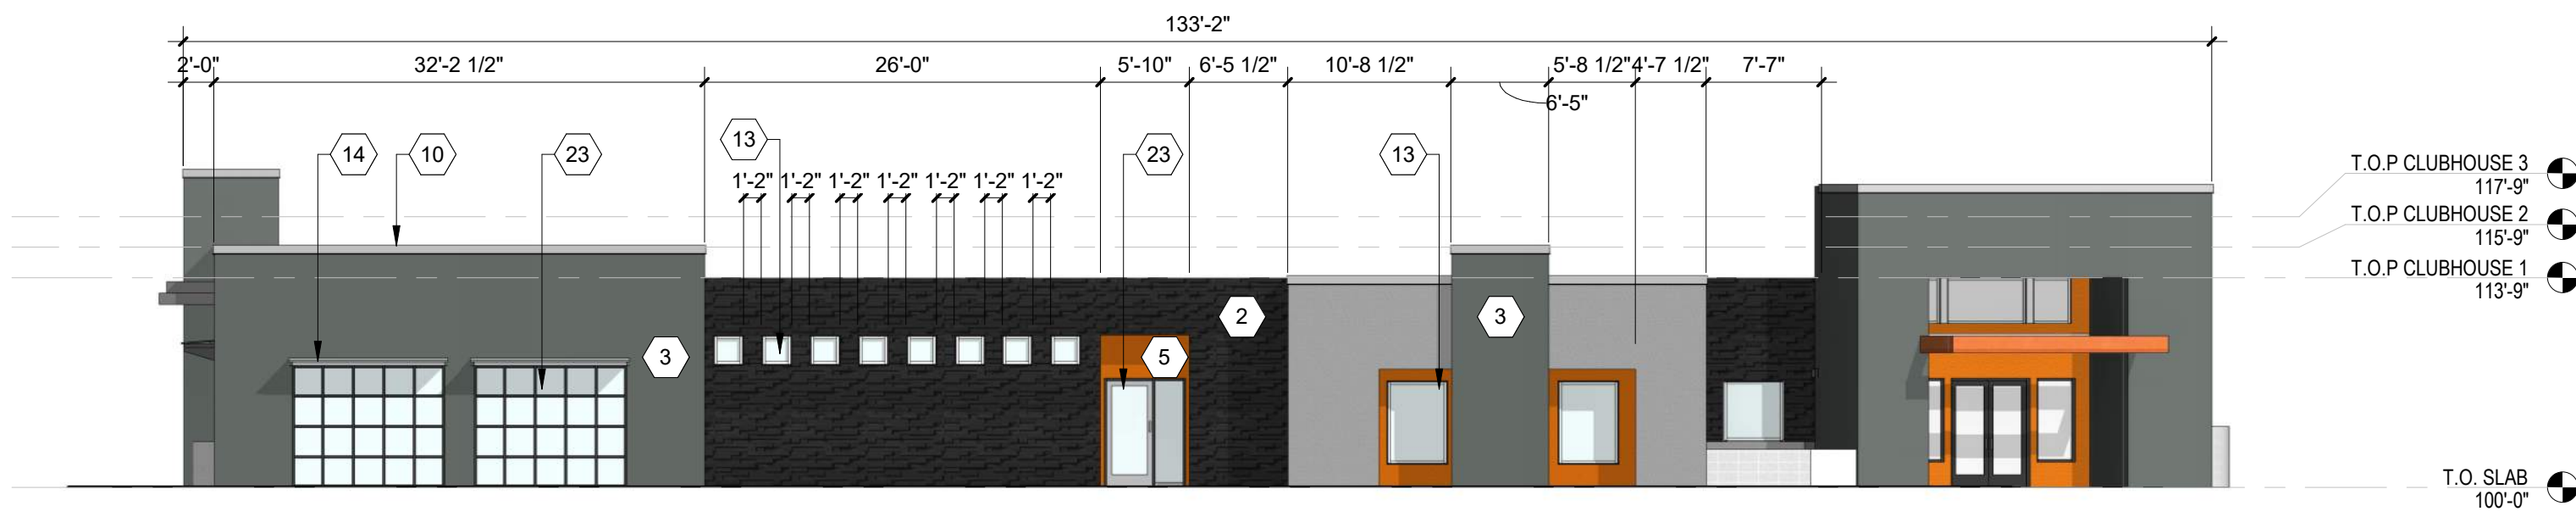 133'-2"
2'-0" 32'-2 1/2" 26'-0" 5'-10" 6'-5 1/2" 10'-8 1/2" 5'-8 1/2" 4'-7 1/2" 7'-7"
6'-5"
14 10 23 13 23 13
1'-2" 1'-2" 1'-2" 1'-2" 1'-2" 1'-2" 1'-2"
T.O.P CLUBHOUSE 3
117'-9"
T.O.P CLUBHOUSE 2
115'-9"
T.O.P CLUBHOUSE 1
113'-9"
2 3
3 5
T.O. SLAB
100'-0"